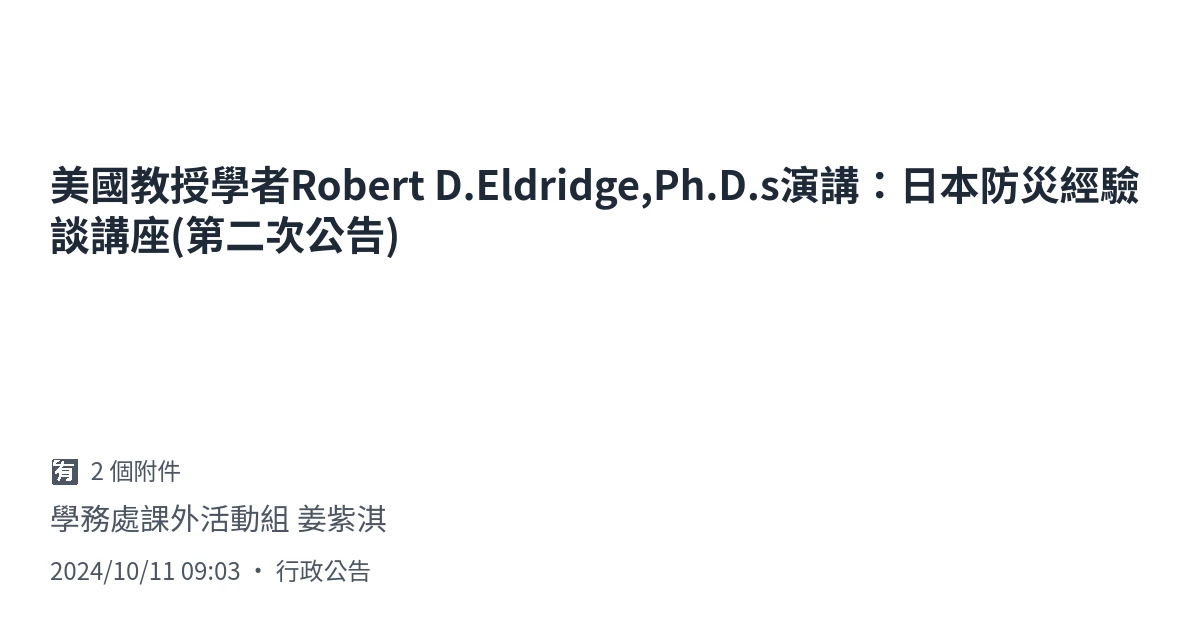 美國教授學者Robert D.Eldridge,Ph.D.s演講：日本防災經驗
談講座(第二次公告)
有 2 個附件
學務處課外活動組 姜紫淇
2024/10/11 09:03 • 行政公告